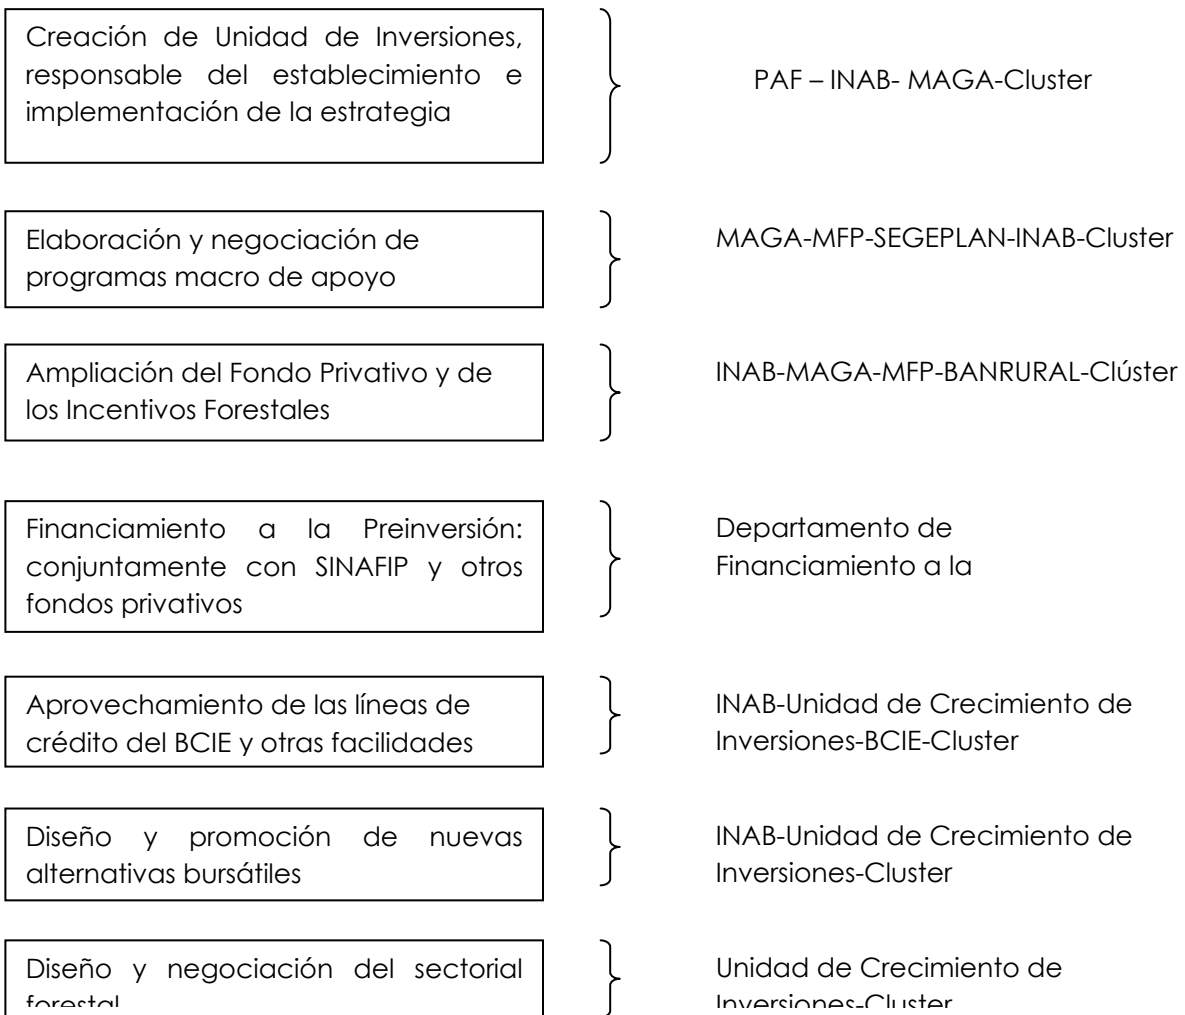 Creación de Unidad de Inversiones,
responsable del establecimiento e
implementación de la estrategia
PAF – INAB- MAGA-Cluster
Elaboración y negociación de
programas macro de apoyo
MAGA-MFP-SEGEPLAN-INAB-Cluster
Ampliación del Fondo Privativo y de
los Incentivos Forestales
INAB-MAGA-MFP-BANRURAL-Clúster
Financiamiento a la Preinversión:
conjuntamente con SINAFIP y otros
fondos privativos
Departamento de
Financiamiento a la
Aprovechamiento de las líneas de
crédito del BCIE y otras facilidades
INAB-Unidad de Crecimiento de
Inversiones-BCIE-Cluster
Diseño y promoción de nuevas
alternativas bursátiles
INAB-Unidad de Crecimiento de
Inversiones-Cluster
Diseño y negociación del sectorial
forestal
Unidad de Crecimiento de
Inversiones-Cluster